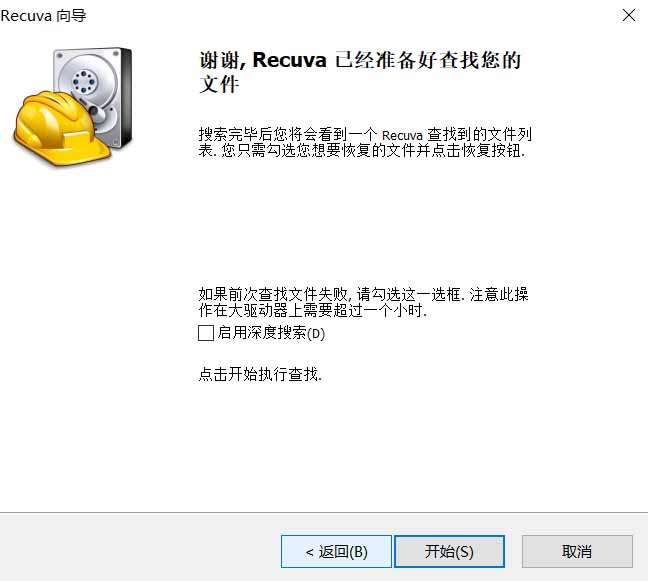 Recuva 向导
谢谢, Recuva 已经准备好查找您的
文件
搜索完毕后您将会看到一个 Recuva 查找到的文件列
表. 您只需勾选您想要恢复的文件并点击恢复按钮.
如果前次查找文件失败, 请勾选这一选框. 注意此操
作在大驱动器上需要超过一个小时.
启用深度搜索(D)
点击开始执行查找.
< 返回(B)
开始(S)
取消